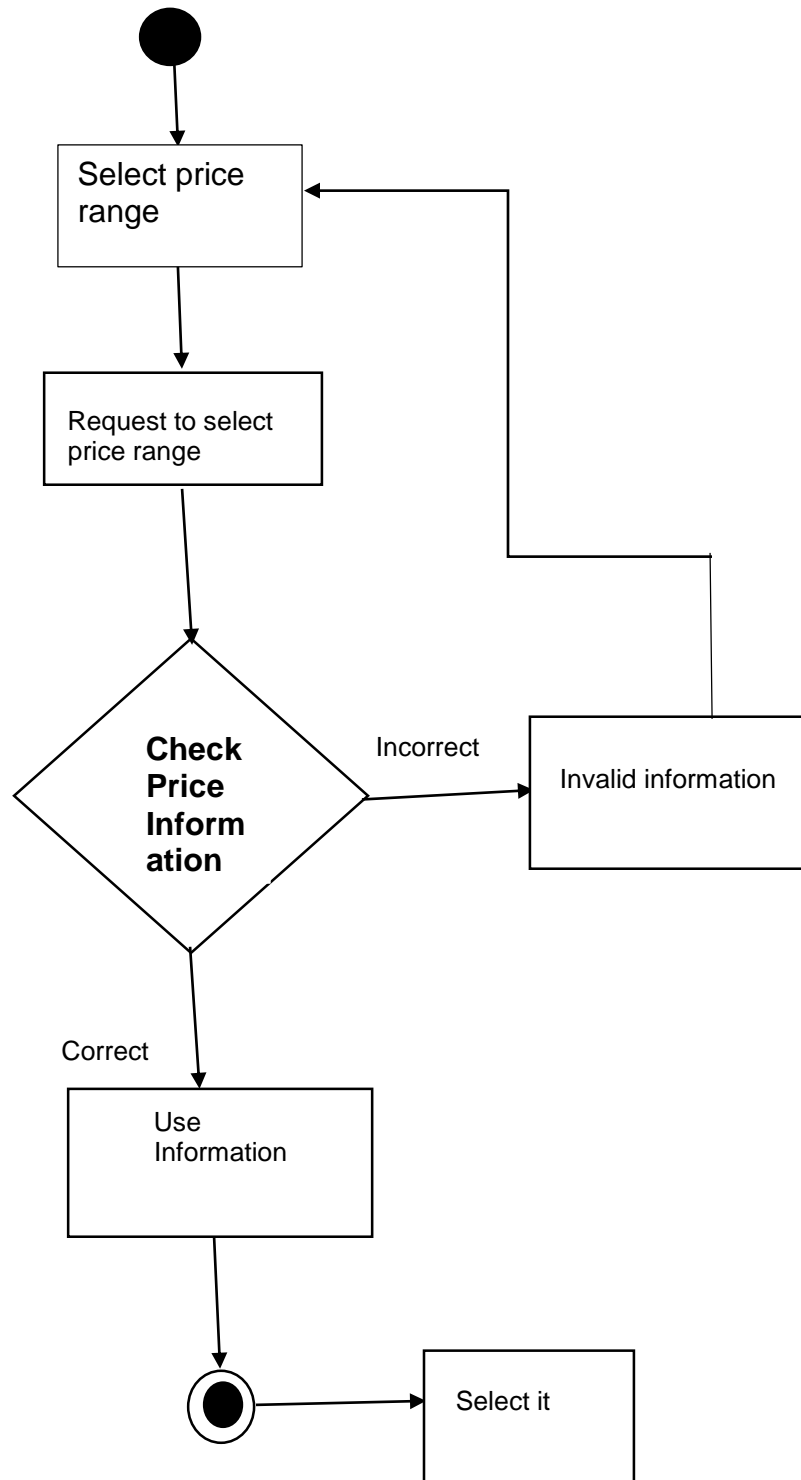 Select price
range
Request to select
price range
Check
Price
Inform
ation
Incorrect
Invalid information
Correct
Use
Information
Select it